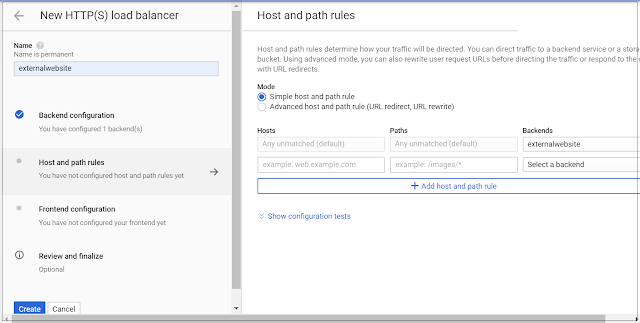 New HTTP(S) load balancer
Name
Name is permanent
externalwebsite
Backend configuration
You have configured 1 backend(s)
Host and path rules
You have not configured host and path rules yet
Frontend configuration
You have not configured your frontend yet
Review and finalize
Optional
Create Cancel
Host and path rules
Host and path rules determine how your traffic will be directed. You can direct traffic to a backend service or a stora
bucket. Using advanced mode, you can also rewrite user request URLs before directing the traffic or respond to the
with URL redirects.
Mode
Simple host and path rule
Advanced host and path rule (URL redirect, URL rewrite)
Hosts Paths Backends
Any unmatched (default) Any unmatched (default) externalwebsite
example: web.example.com example: /images/* Select a backend
+ Add host and path rule
Show configuration tests